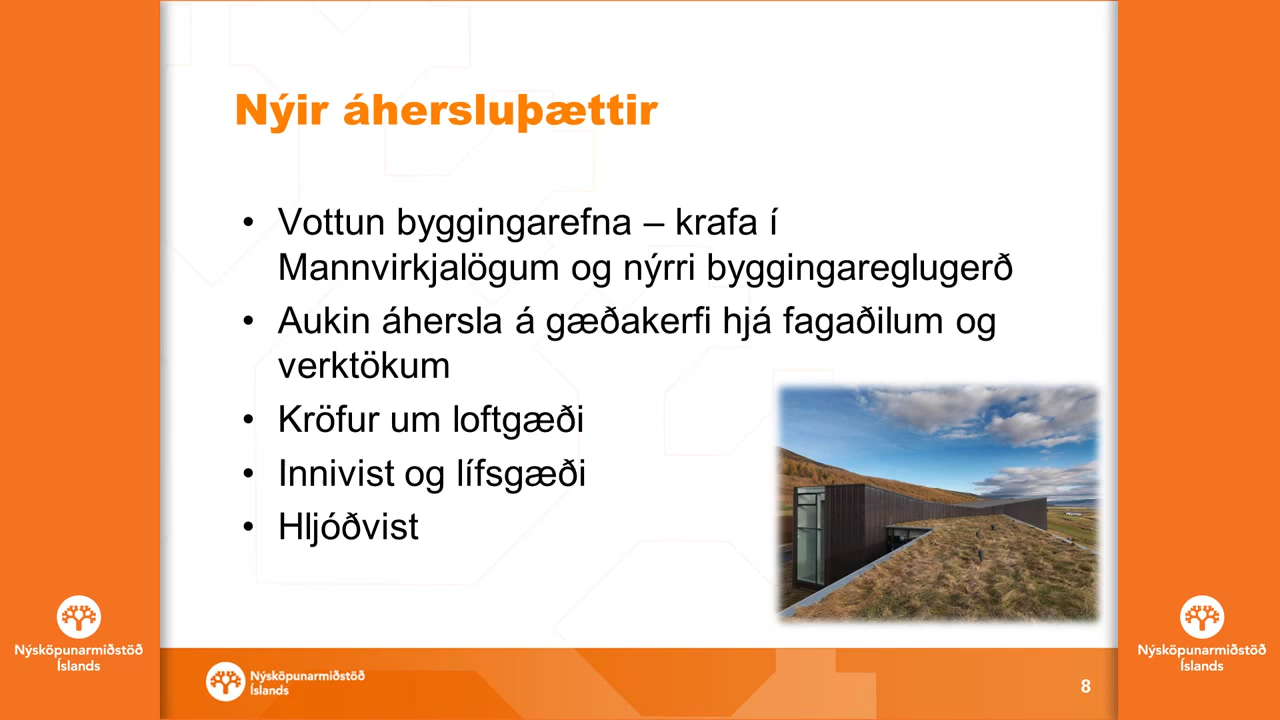 Nýir áhersluþættir
• Vottun byggingarefna – krafa í
Mannvirkjalögum og nýrri byggingareglugerð
• Aukin áhersla á gæðakerfi hjá fagaðilum og
verktökum
• Kröfur um loftgæði
• Innivist og lífsgæði
• Hljóðvist
Nýsköpunarmiðstöð
Íslands
Nýsköpunarmiðstöð
Íslands
8
Nýsköpunarmiðstöð
Íslands